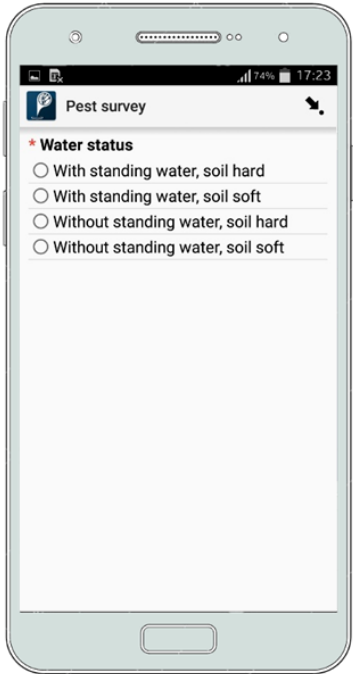 74% 17:23
Pest survey
* Water status
With standing water, soil hard
With standing water, soil soft
Without standing water, soil hard
Without standing water, soil soft